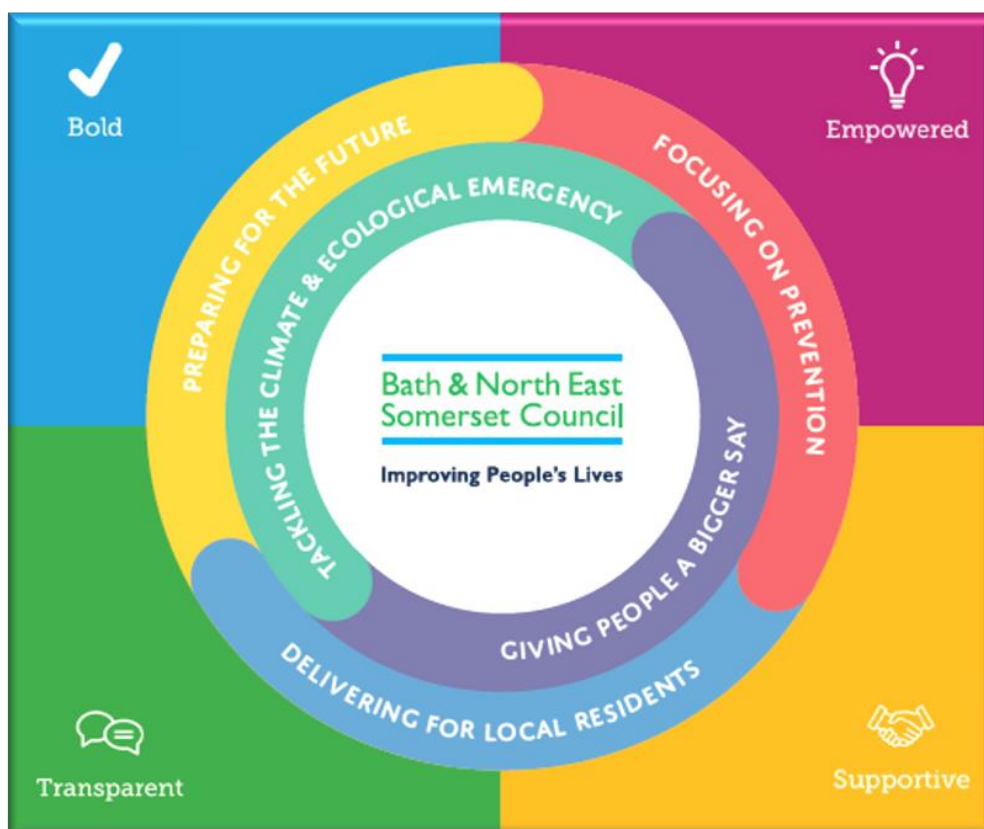 Bold
Empowered
PREPARING FOR THE FUTURE
FOCUSING ON PREVENTION
TACKLING THE CLIMATE & ECOLOGICAL EMERGENCY
Bath & North East
Somerset Council
Improving People's Lives
GIVING PEOPLE A BIGGER SAY
DELIVERING FOR LOCAL RESIDENTS
Transparent
Supportive